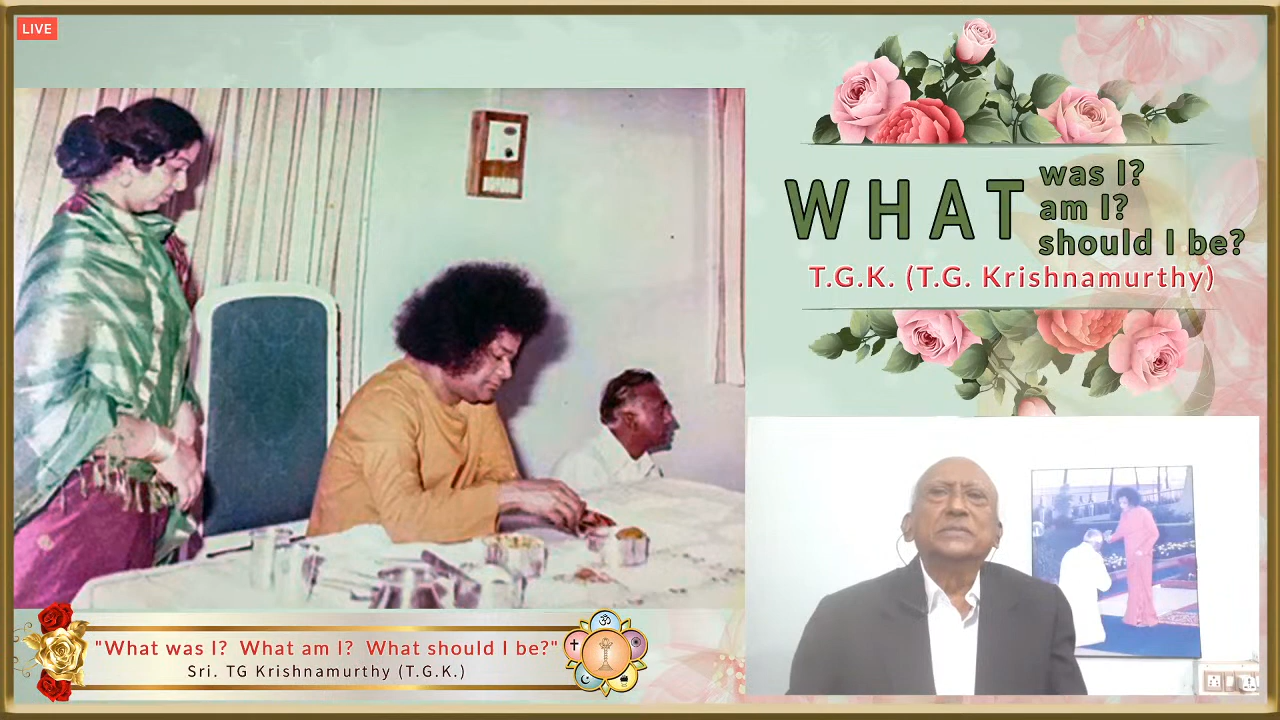 LIVE
WHAT
was I?
am I?
should I be?
T.G.K. (T.G. Krishnamurthy)
"What was I? What am I? What should I be?"
Sri. TG Krishnamurthy (T.G.K.)
ॐ